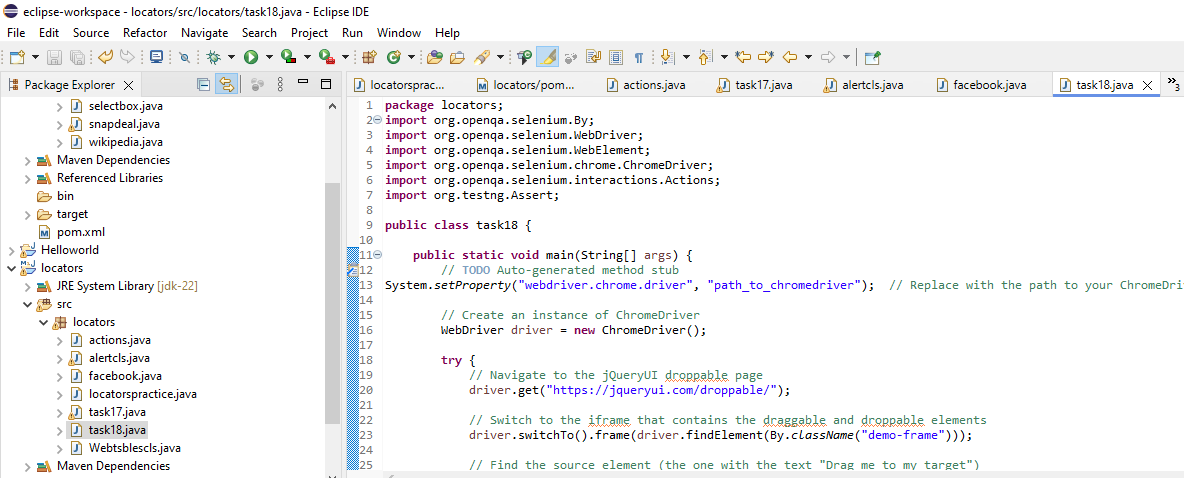 eclipse-workspace - locators/src/locators/task18.java - Eclipse IDE
File Edit Source Refactor Navigate Search Project Run Window Help
Package Explorer
locatorsprac...
locators/pom...
actions.java
task17.java
alertcls.java
facebook.java
task18.java
»3
selectbox.java
snapdeal.java
wikipedia.java
Maven Dependencies
Referenced Libraries
bin
target
pom.xml
Helloworld
locators
JRE System Library [jdk-22]
src
locators
actions.java
alertcls.java
facebook.java
locatorspractice.java
task17.java
task18.java
Webtsblescls.java
Maven Dependencies
1 package locators;
2 import org.openqa.selenium.By;
3 import org.openqa.selenium.WebDriver;
4 import org.openqa.selenium.WebElement;
5 import org.openqa.selenium.chrome.ChromeDriver;
6 import org.openqa.selenium.interactions.Actions;
7 import org.testng.Assert;
8
9 public class task18 {
10
11 public static void main(String[] args) {
12 // TODO Auto-generated method stub
13 System.setProperty("webdriver.chrome.driver", "path_to_chromedriver"); // Replace with the path to your ChromeDri
14
15 // Create an instance of ChromeDriver
16 WebDriver driver = new ChromeDriver();
17
18 try {
19 // Navigate to the jQueryUI droppable page
20 driver.get("https://jqueryui.com/droppable/");
21
22 // Switch to the iframe that contains the draggable and droppable elements
23 driver.switchTo().frame(driver.findElement(By.className("demo-frame")));
24
25 // Find the source element (the one with the text "Drag me to my target")